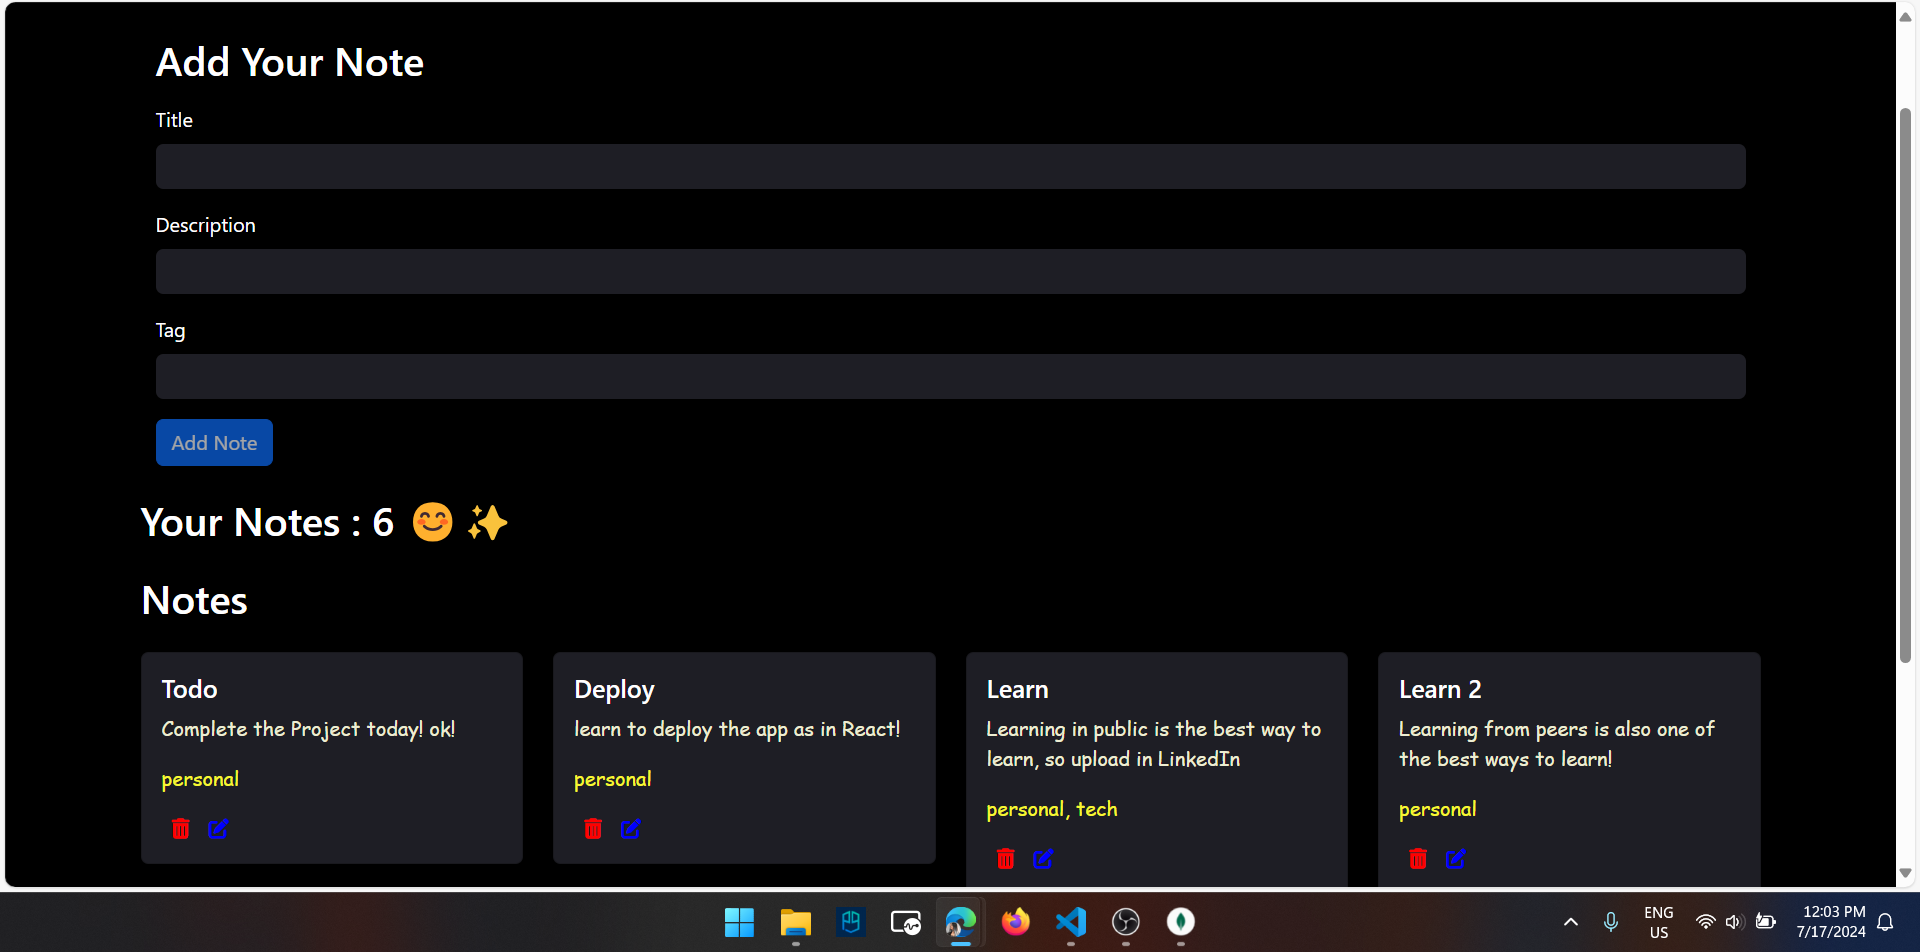 Add Your Note
Title
Description
Tag
Add Note
Your Notes : 6 😊 ✨
Notes
Todo
Complete the Project today! ok!
personal
Deploy
learn to deploy the app as in React!
personal
Learn
Learning in public is the best way to
learn, so upload in LinkedIn
personal, tech
Learn 2
Learning from peers is also one of
the best ways to learn!
personal
ENG
US
12:03 PM
7/17/2024